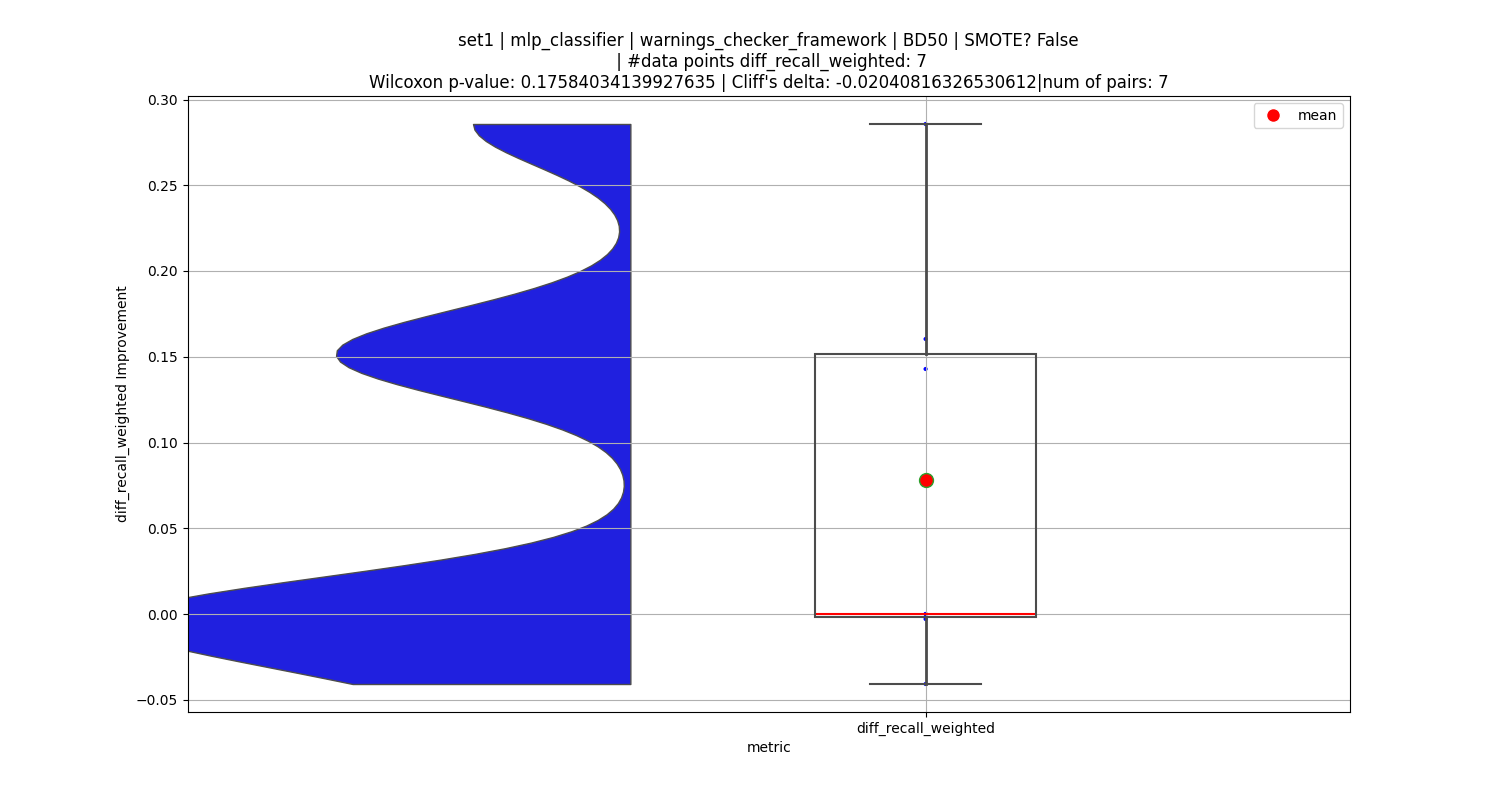 set1 | mlp_classifier | warnings_checker_framework | BD50 | SMOTE? False
| #data points diff_recall_weighted: 7
Wilcoxon p-value: 0.17584034139927635 | Cliff's delta: -0.02040816326530612|num of pairs: 7
mean
0.30
0.25
0.20
0.15
0.10
0.05
0.00
−0.05
diff_recall_weighted Improvement
diff_recall_weighted
metric